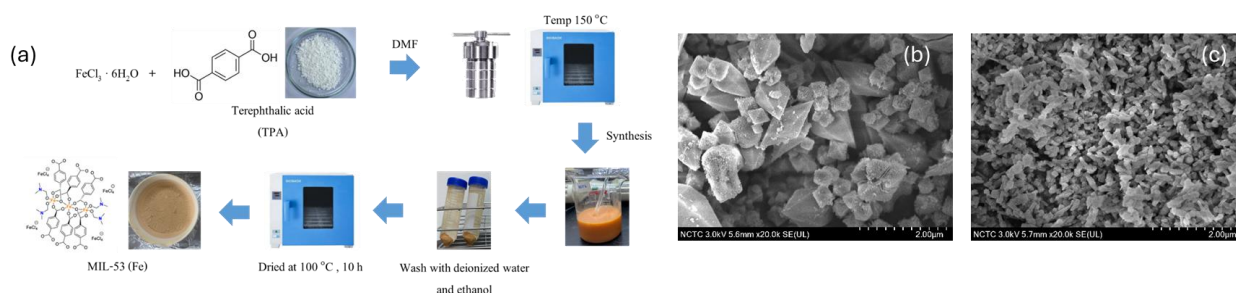 (a)
FeCl₃ · 6H₂O +
OH
HO
O
O
Terephthalic acid
(TPA)
DMF
Temp 150 °C
Synthesis
Wash with deionized water
and ethanol
Dried at 100 °C , 10 h
MIL-53 (Fe)
(b)
NCTC 3.0kV 5.6mm x20.0k SE(UL)
2.00µm
(c)
NCTC 3.0kV 5.7mm x20.0k SE(UL)
2.00µm